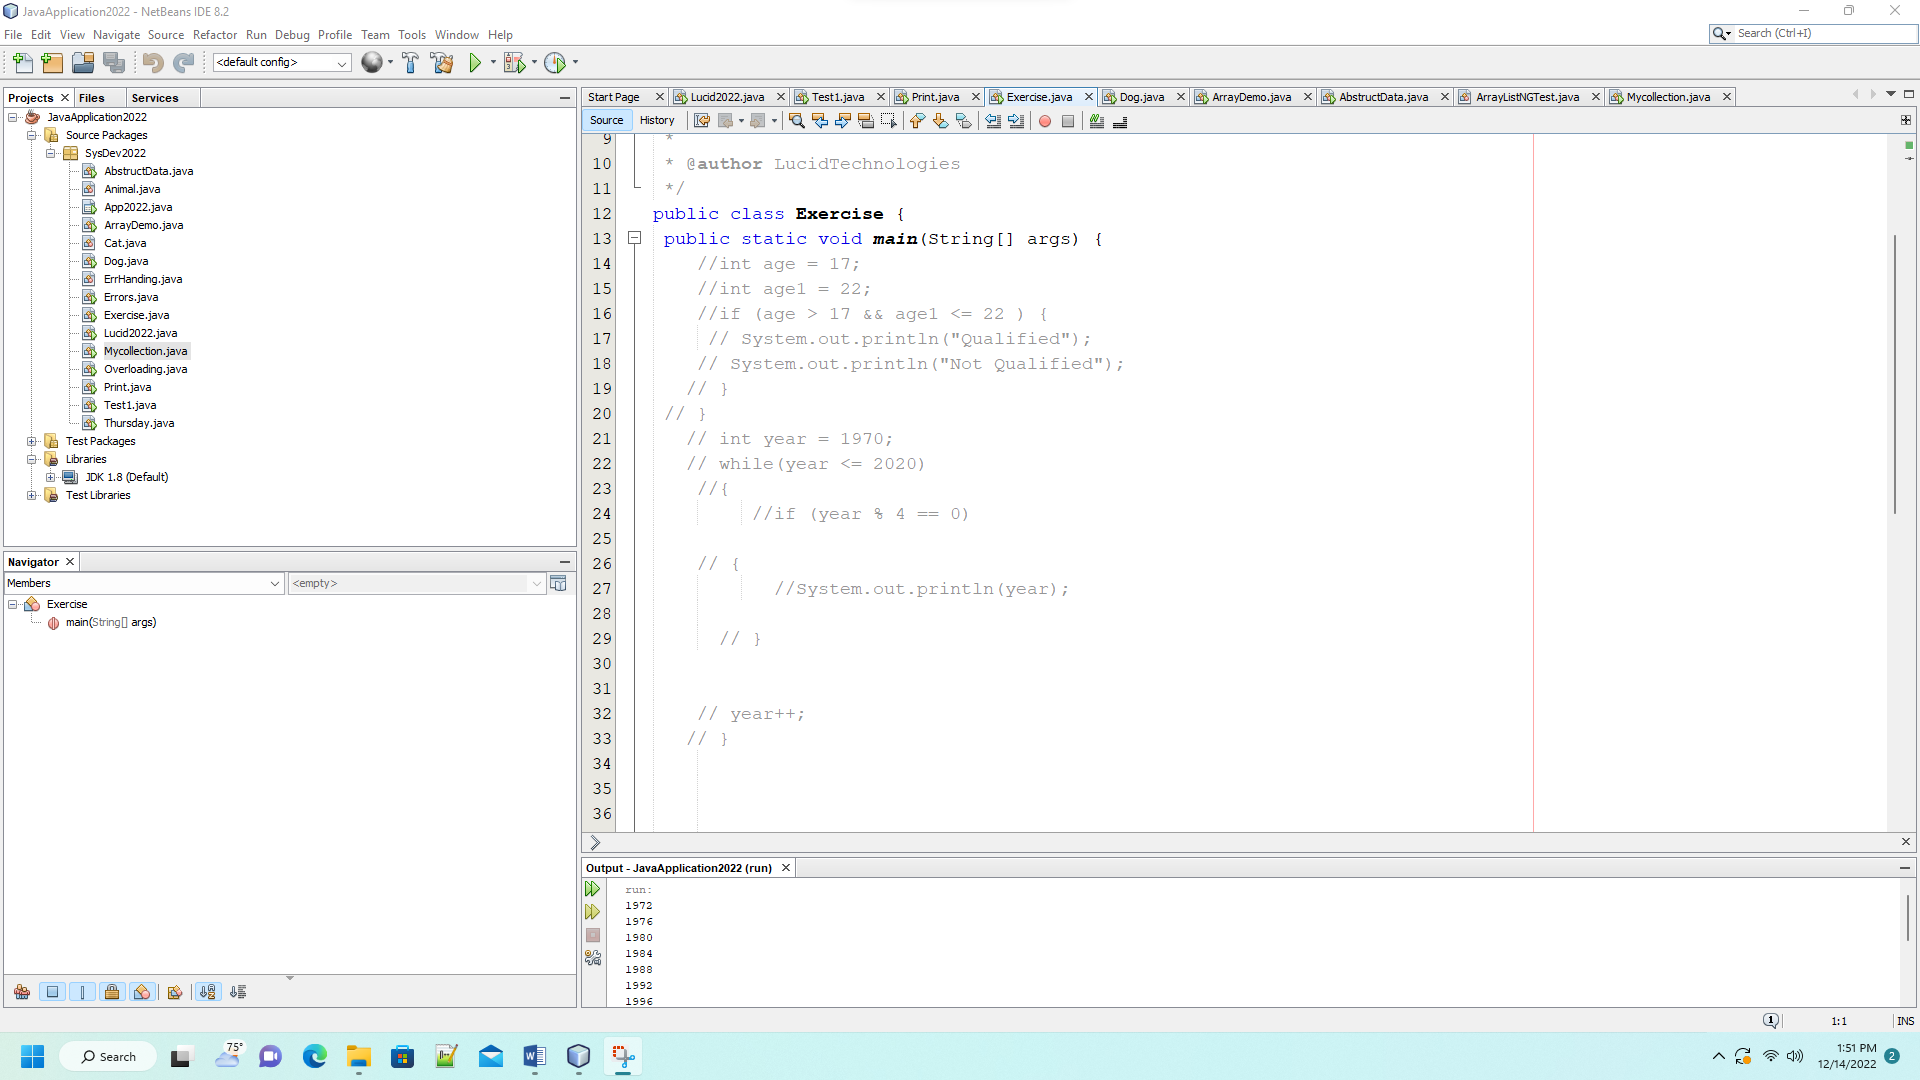 JavaApplication2022 - NetBeans IDE 8.2
File Edit View Navigate Source Refactor Run Debug Profile Team Tools Window Help
Search (Ctrl+I)
<default config>
Projects Files Services
JavaApplication2022
Source Packages
SysDev2022
AbstructData.java
Animal.java
App2022.java
ArrayDemo.java
Cat.java
Dog.java
ErrHanding.java
Errors.java
Exercise.java
Lucid2022.java
Mycollection.java
Overloading.java
Print.java
Test1.java
Thursday.java
Test Packages
Libraries
JDK 1.8 (Default)
Test Libraries
Navigator
Members <empty>
Exercise
main(String[] args)
Start Page Lucid2022.java Test1.java Print.java Exercise.java Dog.java ArrayDemo.java AbstructData.java ArrayListNGTest.java Mycollection.java
Source History
9 *
10 * @author LucidTechnologies
11 */
12 public class Exercise {
13 public static void main(String[] args) {
14 //int age = 17;
15 //int age1 = 22;
16 //if (age > 17 && age1 <= 22 ) {
17 // System.out.println("Qualified");
18 // System.out.println("Not Qualified");
19 // }
20 // }
21 // int year = 1970;
22 // while(year <= 2020)
23 //{
24 //if (year % 4 == 0)
25
26 // {
27 //System.out.println(year);
28
29 // }
30
31
32 // year++;
33 // }
34
35
36
Output - JavaApplication2022 (run)
run:
1972
1976
1980
1984
1988
1992
1996
1 1:1 INS
Search 75° 1:51 PM
12/14/2022 2